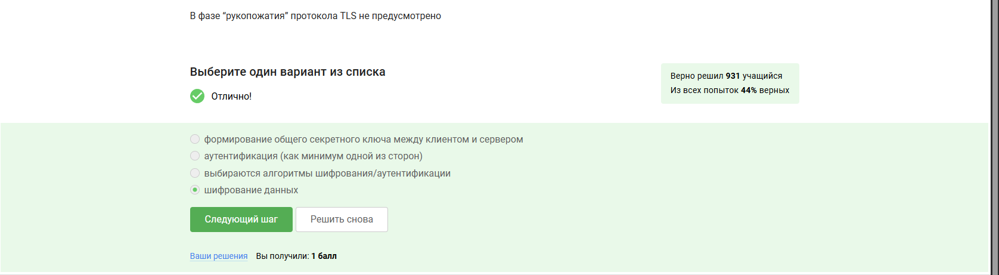 В фазе “рукопожатия” протокола TLS не предусмотрено
Выберите один вариант из списка
Отлично!
Верно решил 931 учащийся
Из всех попыток 44% верных
формирование общего секретного ключа между клиентом и сервером
аутентификация (как минимум одной из сторон)
выбираются алгоритмы шифрования/аутентификации
шифрование данных
Следующий шаг
Решить снова
Ваши решения
Вы получили: 1 балл